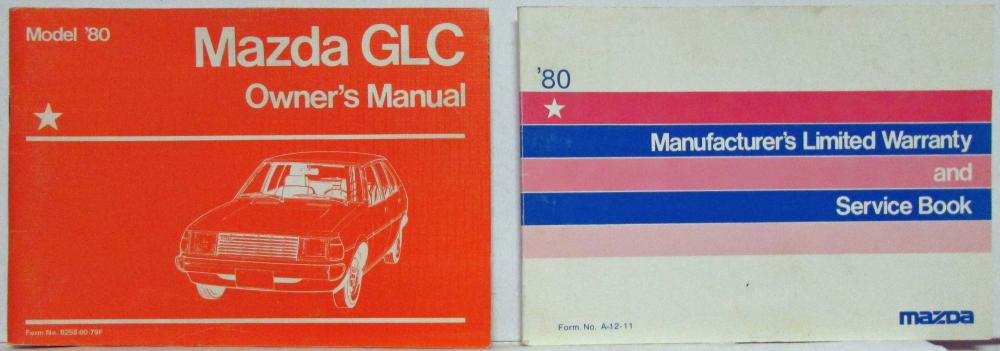 Model '80
Mazda GLC
Owner's Manual
Form No. 8258-00-79F
'80
Manufacturer's Limited Warranty
and
Service Book
Form. No. A-12-11
mazda